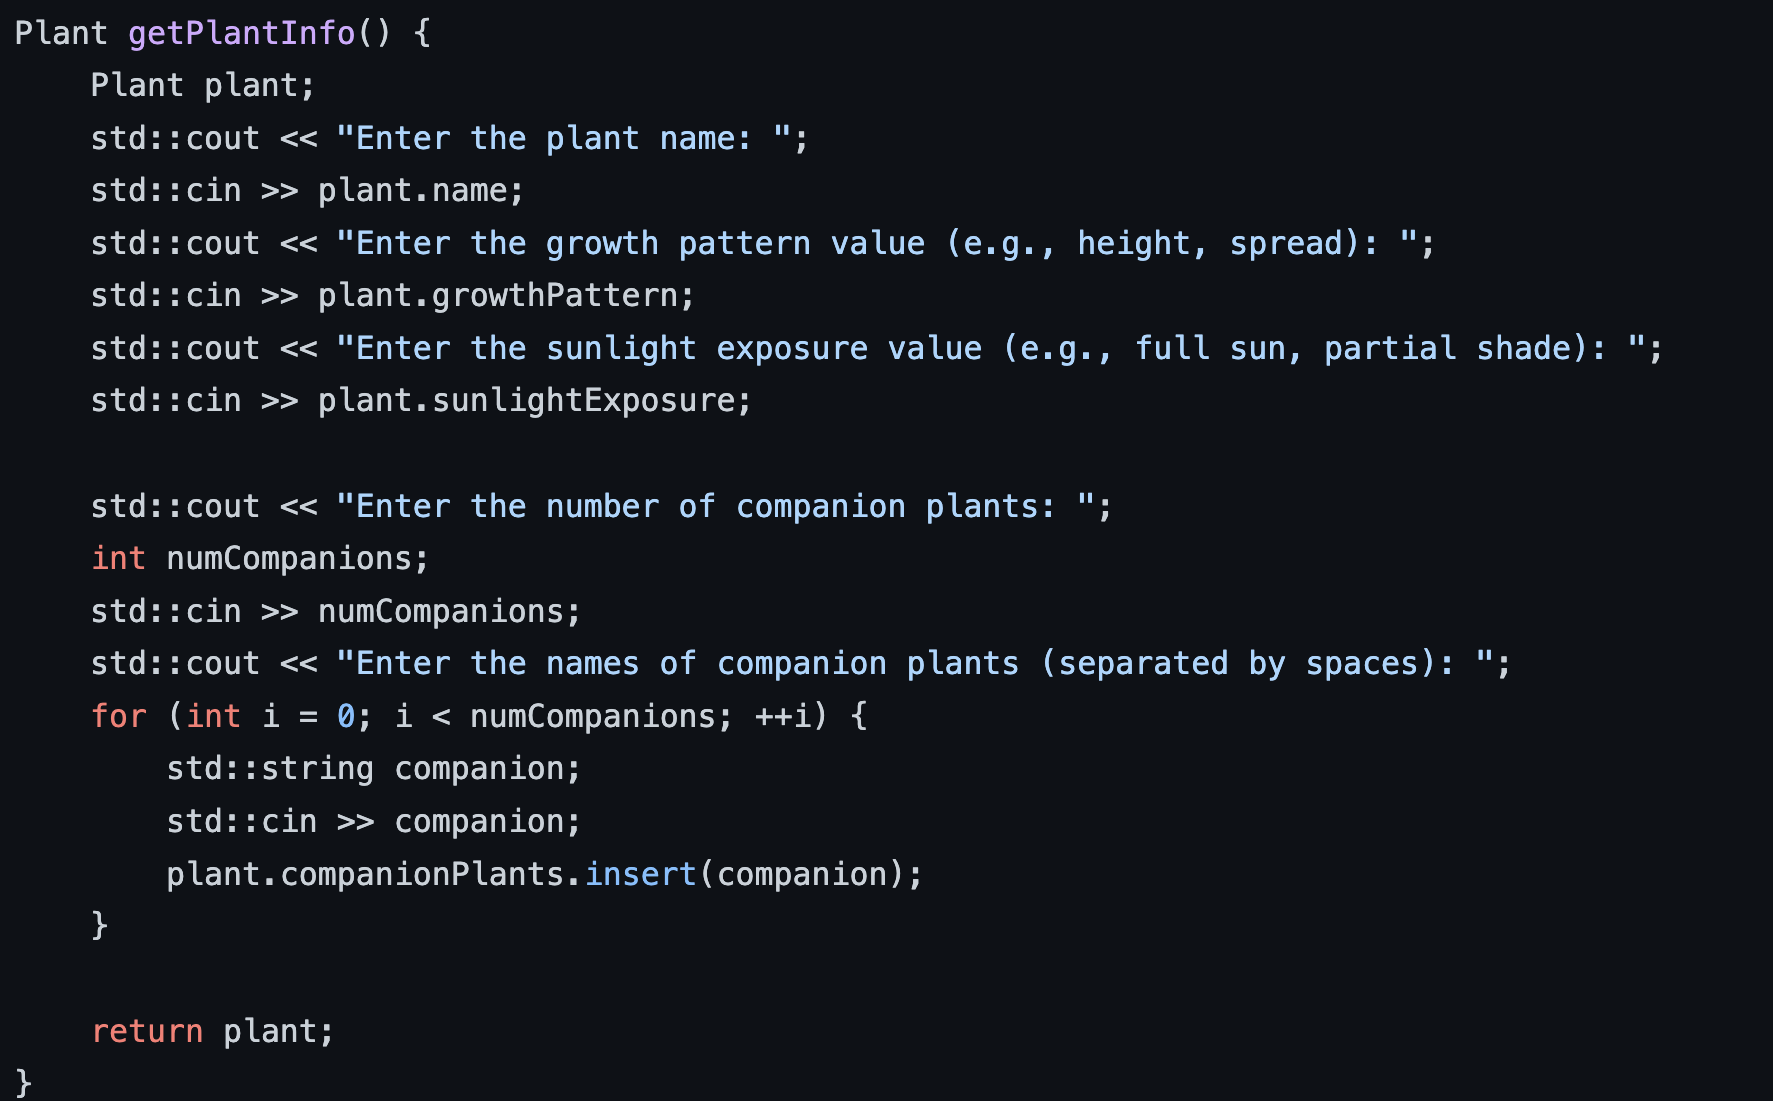 Plant getPlantInfo() {
    Plant plant;
    std::cout << "Enter the plant name: ";
    std::cin >> plant.name;
    std::cout << "Enter the growth pattern value (e.g., height, spread): ";
    std::cin >> plant.growthPattern;
    std::cout << "Enter the sunlight exposure value (e.g., full sun, partial shade): ";
    std::cin >> plant.sunlightExposure;

    std::cout << "Enter the number of companion plants: ";
    int numCompanions;
    std::cin >> numCompanions;
    std::cout << "Enter the names of companion plants (separated by spaces): ";
    for (int i = 0; i < numCompanions; ++i) {
        std::string companion;
        std::cin >> companion;
        plant.companionPlants.insert(companion);
    }

    return plant;
}